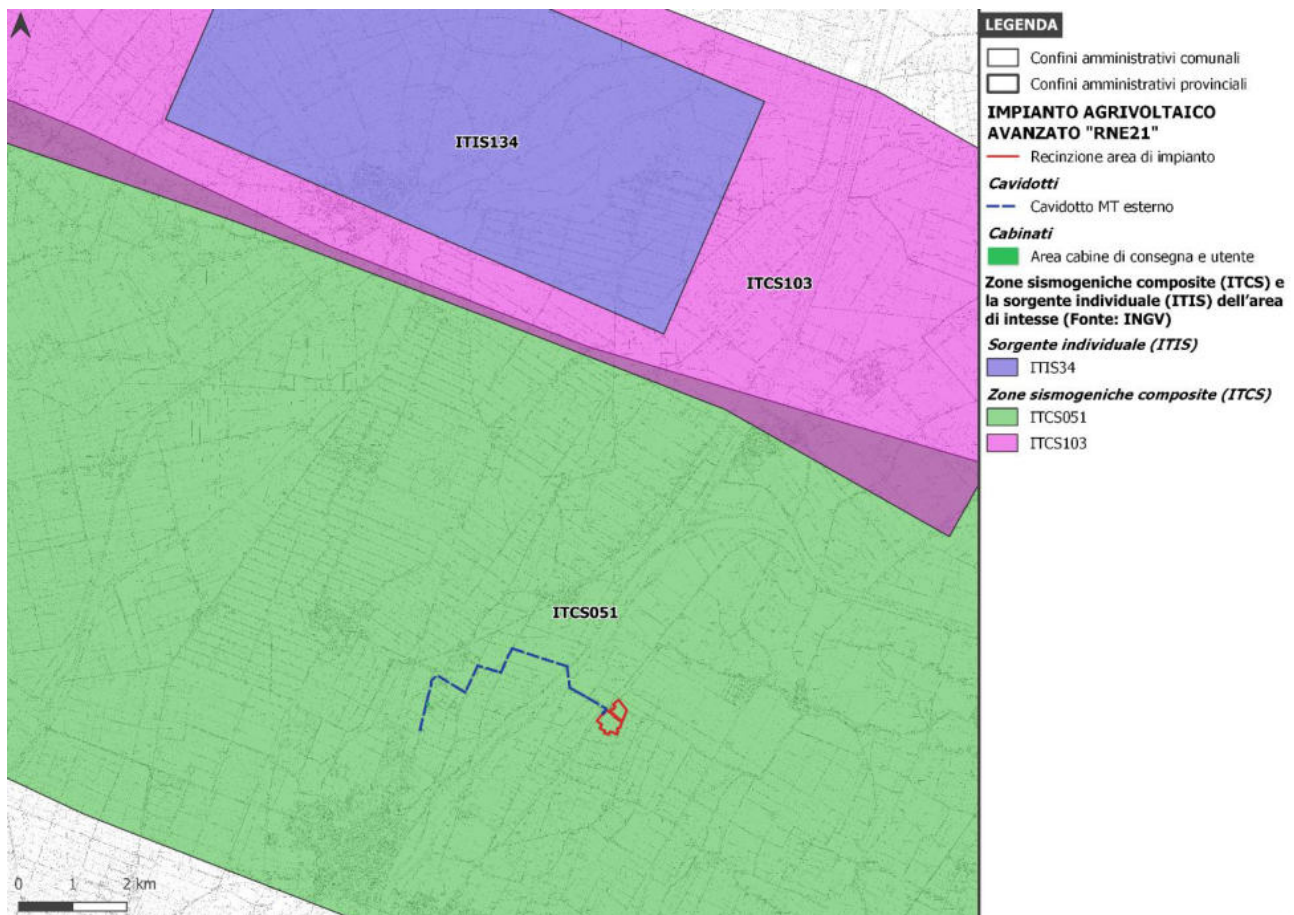 ITIS134
ITCS103
ITCS051
0 1 2 km
LEGENDA
Confini amministrativi comunali
Confini amministrativi provinciali
IMPIANTO AGRIVOLTAICO
AVANZATO "RNE21"
Recinzione area di impianto
Cavidotti
Cavidotto MT esterno
Cabinati
Area cabine di consegna e utente
Zone sismogeniche composite (ITCS) e
la sorgente individuale (ITIS) dell'area
di intesse (Fonte: INGV)
Sorgente individuale (ITIS)
ITIS34
Zone sismogeniche composite (ITCS)
ITCS051
ITCS103